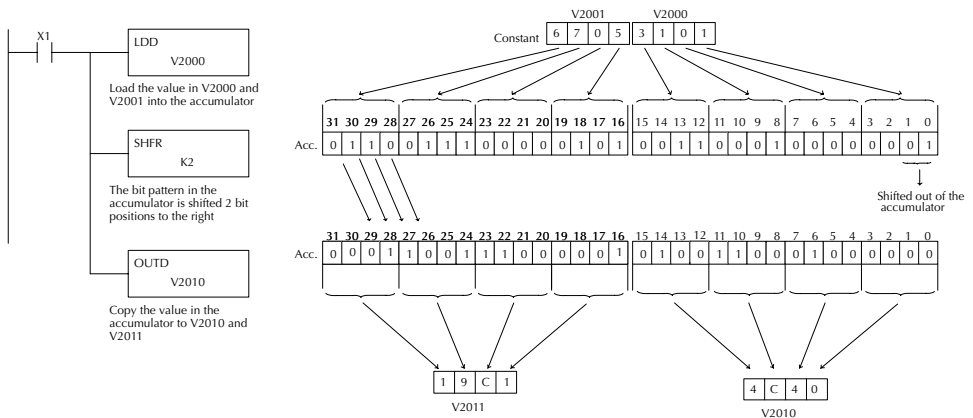 X1
LDD
V2000
Load the value in V2000 and
V2001 into the accumulator
SHFR
K2
The bit pattern in the
accumulator is shifted 2 bit
positions to the right
OUTD
V2010
Copy the value in the
accumulator to V2010 and
V2011
V2001 V2000
Constant 6 7 0 5 3 1 0 1
31 30 29 28 27 26 25 24 23 22 21 20 19 18 17 16 15 14 13 12 11 10 9 8 7 6 5 4 3 2 1 0
Acc. 0 1 1 0 0 1 1 1 0 0 0 0 0 1 0 1 0 0 1 1 0 0 0 1 0 0 0 0 0 0 0 1
Shifted out of the
accumulator
31 30 29 28 27 26 25 24 23 22 21 20 19 18 17 16 15 14 13 12 11 10 9 8 7 6 5 4 3 2 1 0
Acc. 0 0 0 1 1 0 0 1 1 1 0 0 0 0 0 1 0 1 0 0 1 1 0 0 0 1 0 0 0 0 0 0
1 9 C 1
V2011
4 C 4 0
V2010